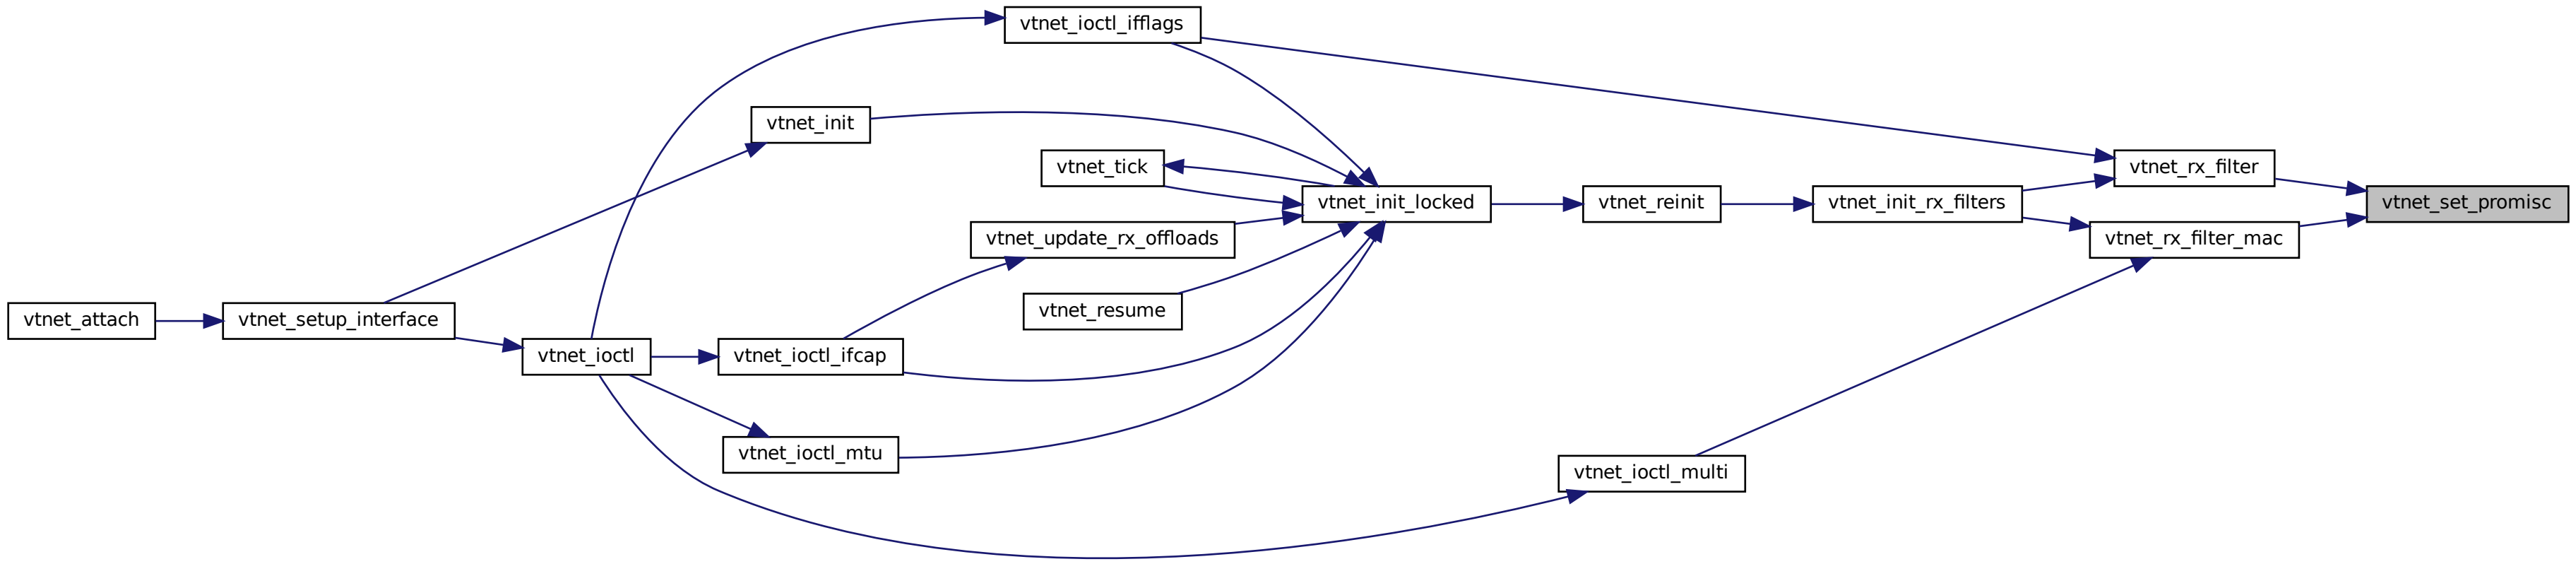 vtnet_ioctl_ifflags
vtnet_init
vtnet_tick
vtnet_rx_filter
vtnet_init_locked
vtnet_reinit
vtnet_init_rx_filters
vtnet_set_promisc
vtnet_update_rx_offloads
vtnet_rx_filter_mac
vtnet_resume
vtnet_attach
vtnet_setup_interface
vtnet_ioctl
vtnet_ioctl_ifcap
vtnet_ioctl_mtu
vtnet_ioctl_multi